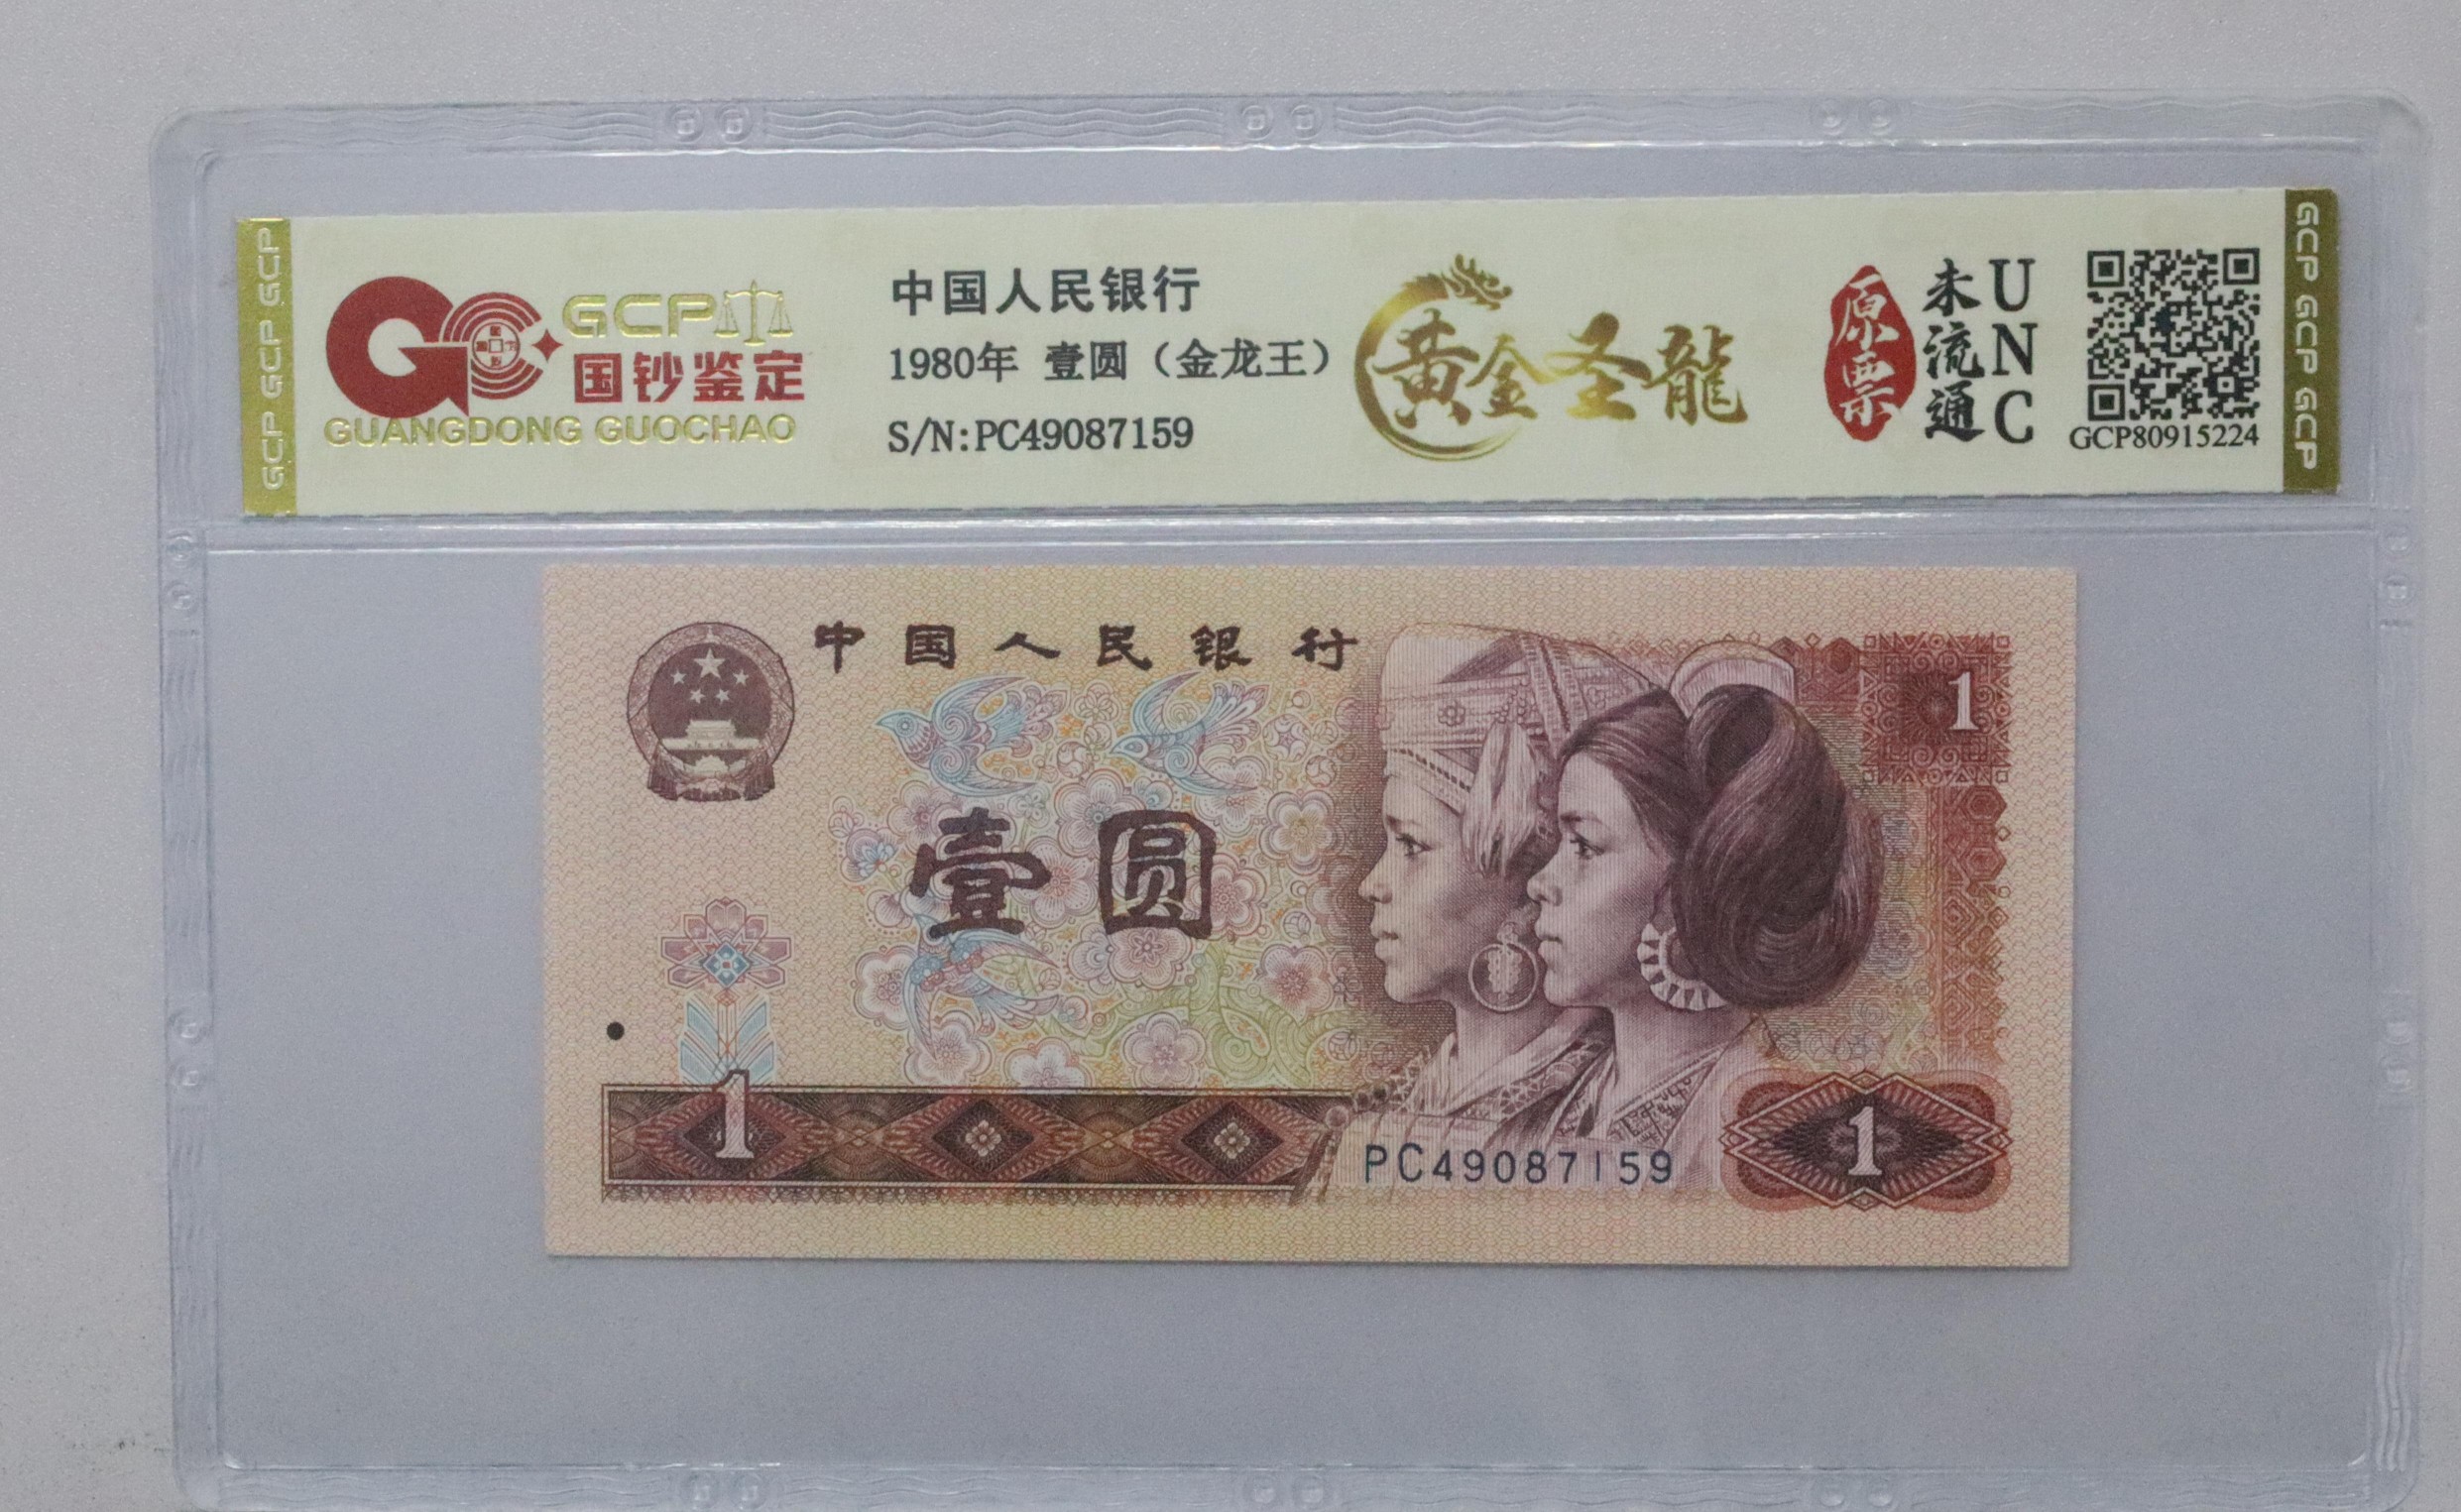 GCP GCP GCP
GCP
国钞鉴定
GUANGDONG GUOCHAO
中国人民银行
1980年 壹圆（金龙王）
S/N:PC49087159
黄金圣龍
原票
未流通
UNC
GCP80915224
GCP GCP GCP
中国人民银行
1
壹圆
1
PC49087159
1